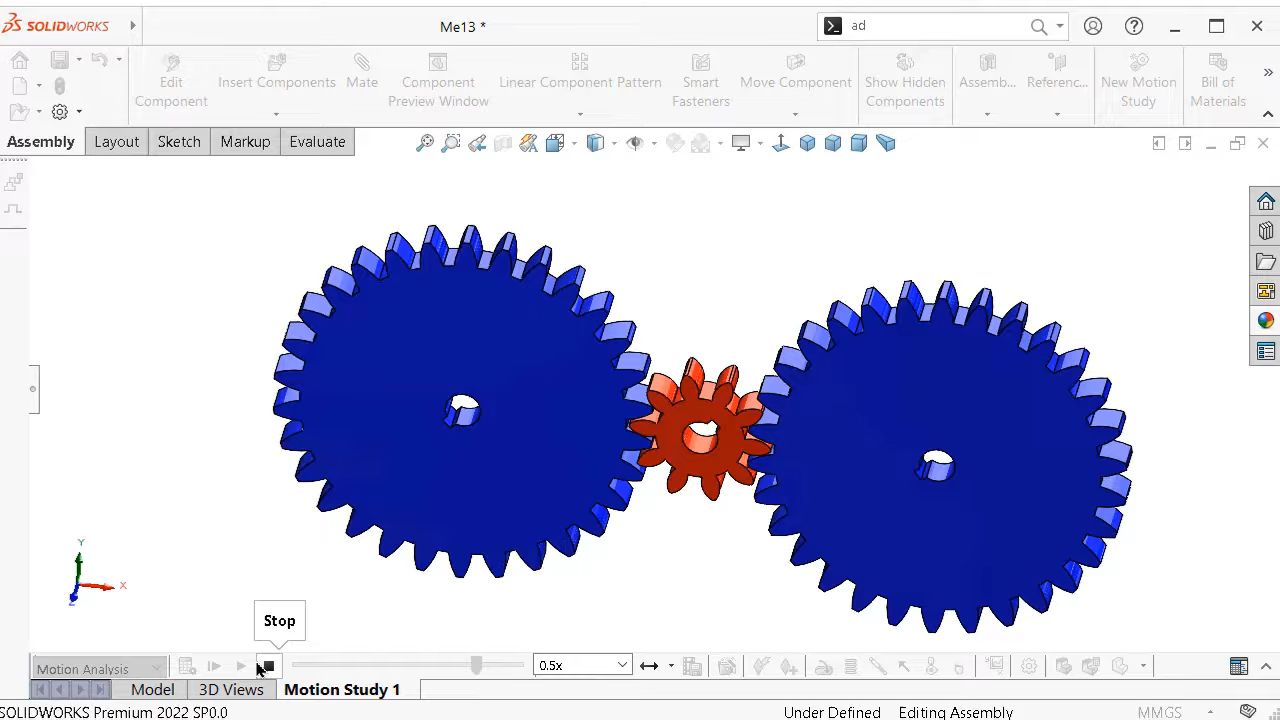 SOLIDWORKS
Me13 *
ad
Edit Component
Insert Components
Mate
Component Preview Window
Linear Component Pattern
Smart Fasteners
Move Component
Show Hidden Components
Assemb...
Referenc...
New Motion Study
Bill of Materials
Assembly
Layout
Sketch
Markup
Evaluate
Y
X
Z
Stop
Motion Analysis
0.5x
Model
3D Views
Motion Study 1
SOLIDWORKS Premium 2022 SP0.0
Under Defined
Editing Assembly
MMGS